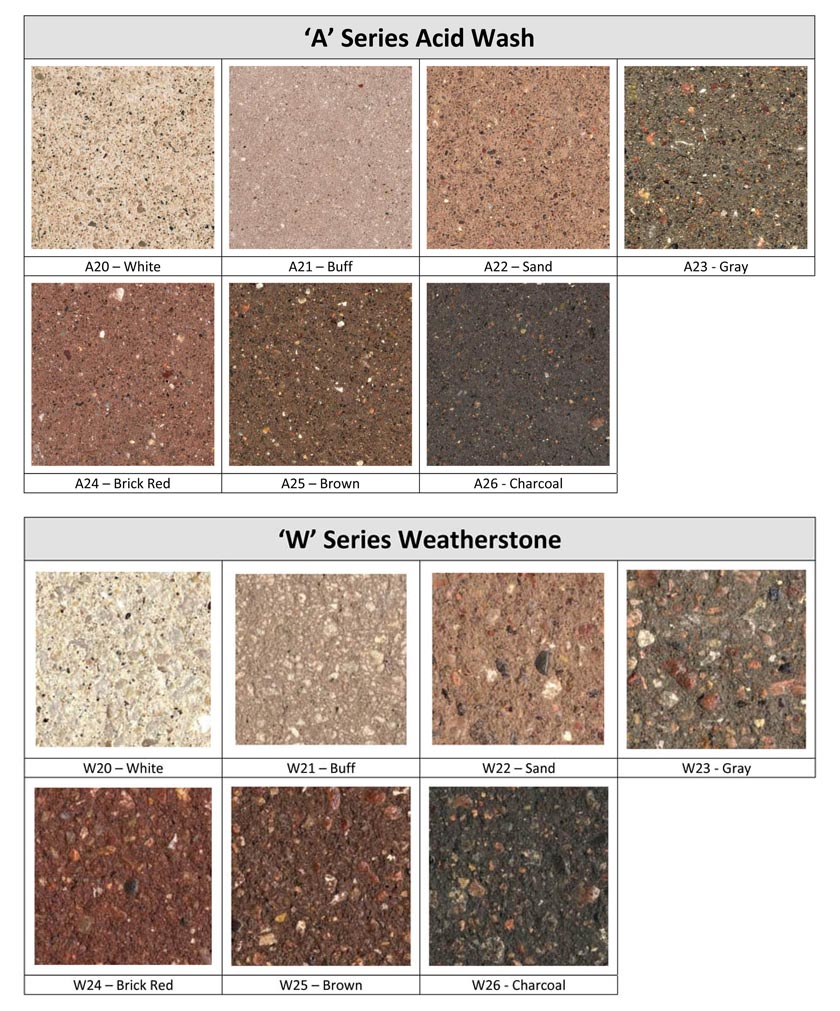 ‘A’ Series Acid Wash
A20 – White
A21 – Buff
A22 – Sand
A23 - Gray
A24 – Brick Red
A25 – Brown
A26 - Charcoal
‘W’ Series Weatherstone
W20 – White
W21 – Buff
W22 – Sand
W23 - Gray
W24 – Brick Red
W25 – Brown
W26 - Charcoal